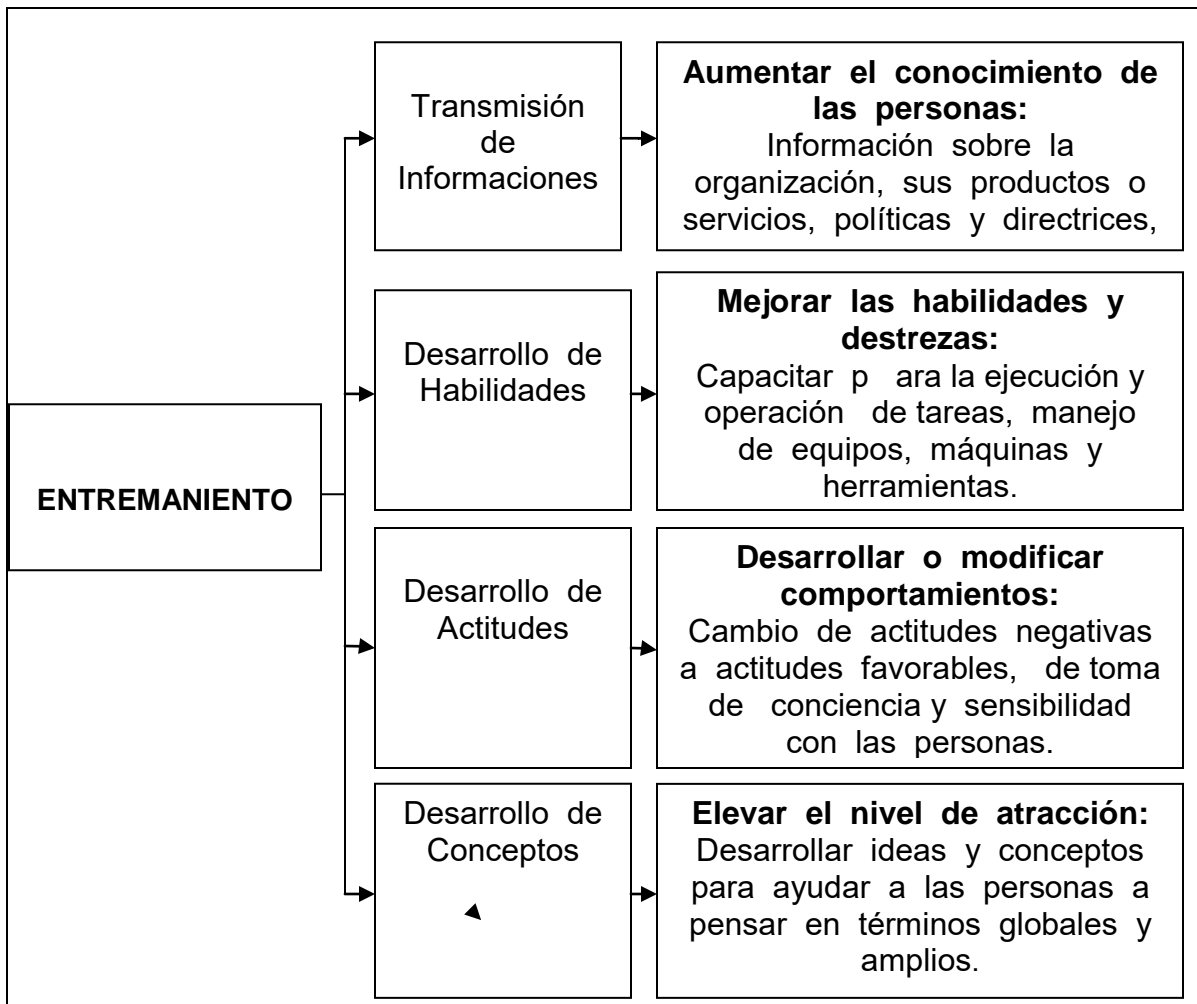 Transmisión
de
Informaciones
Aumentar el conocimiento de
las personas:
Información sobre la
organización, sus productos o
servicios, políticas y directrices,
Desarrollo de
Habilidades
Mejorar las habilidades y
destrezas:
Capacitar p ara la ejecución y
operación de tareas, manejo
de equipos, máquinas y
herramientas.
ENTREMANIENTO
Desarrollo de
Actitudes
Desarrollar o modificar
comportamientos:
Cambio de actitudes negativas
a actitudes favorables, de toma
de conciencia y sensibilidad
con las personas.
Desarrollo de
Conceptos
Elevar el nivel de atracción:
Desarrollar ideas y conceptos
para ayudar a las personas a
pensar en términos globales y
amplios.